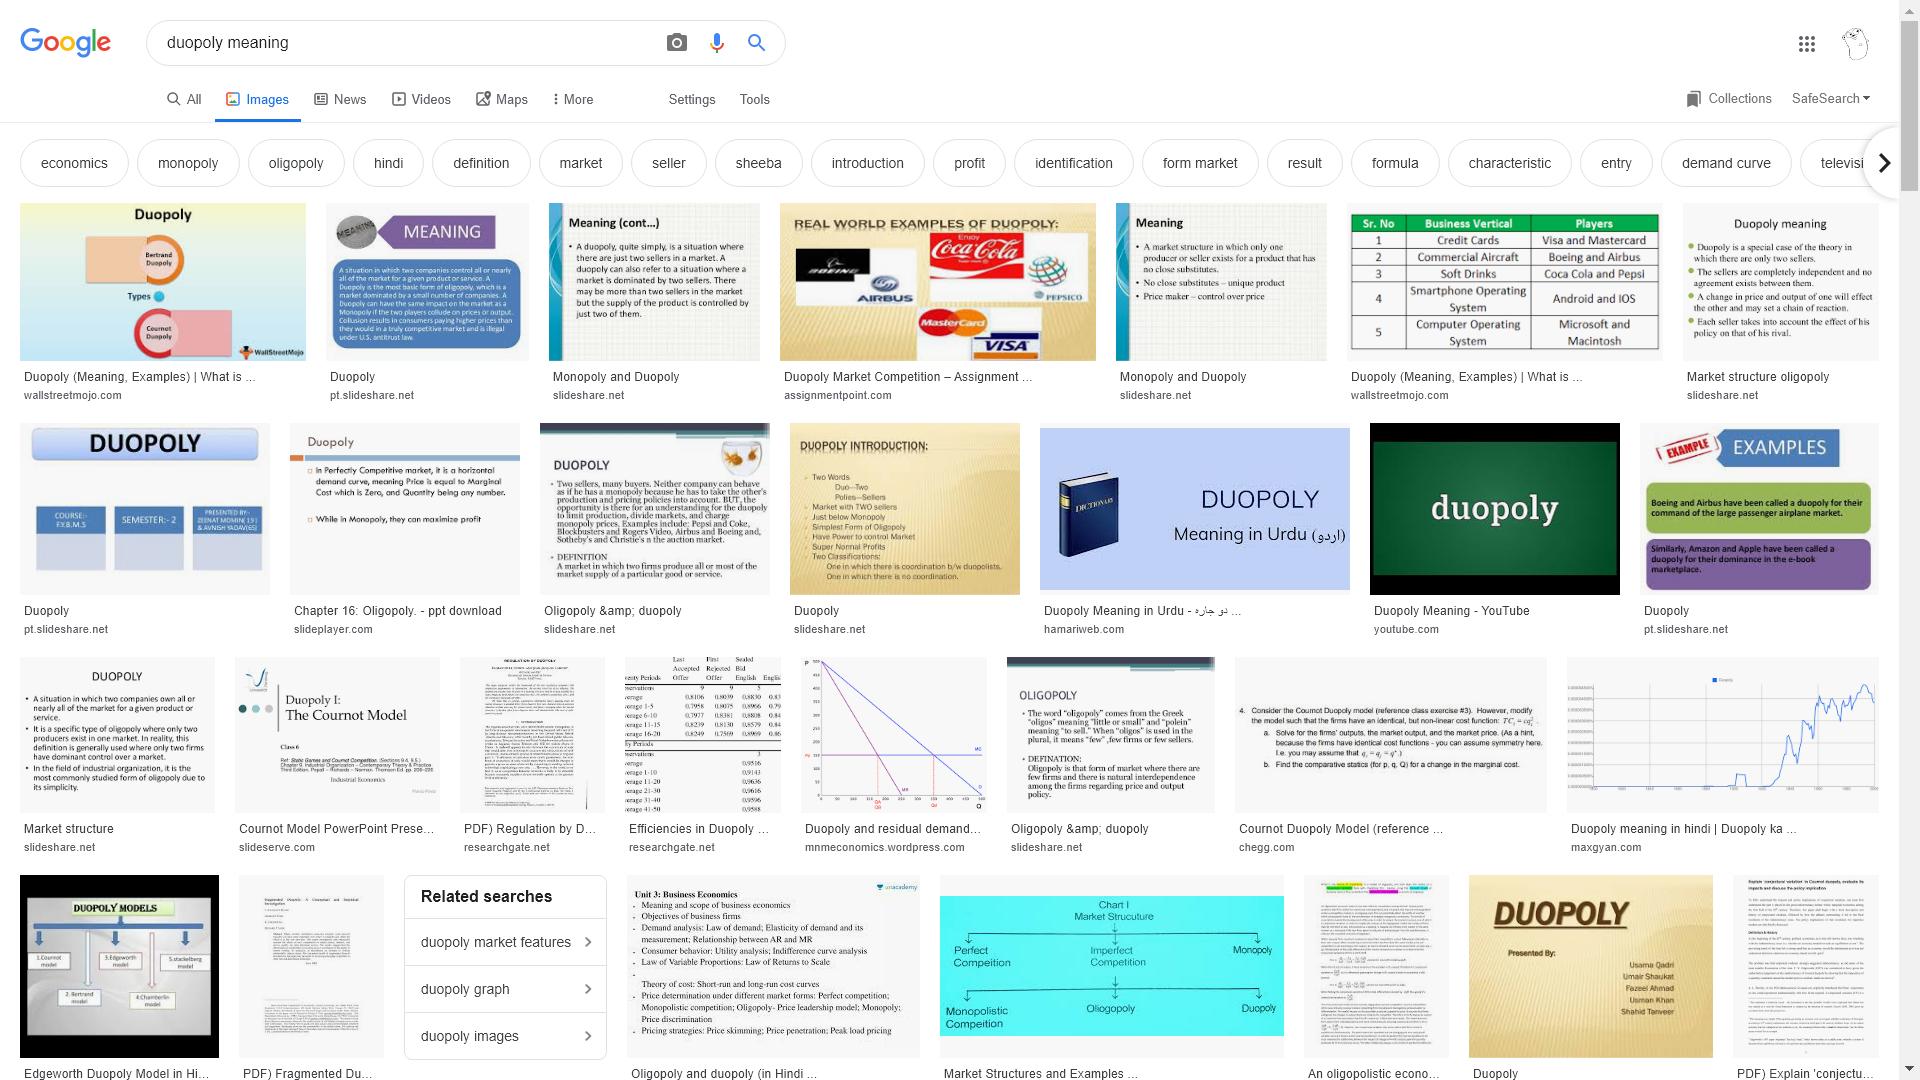 Google
duopoly meaning
All
Images
News
Videos
Maps
More
Settings
Tools
Collections
SafeSearch
economics
monopoly
oligopoly
hindi
definition
market
seller
sheeba
introduction
profit
identification
form market
result
formula
characteristic
entry
demand curve
televisi
Duopoly
Bertrand
Duopoly
Types
Cournot
Duopoly
WallStreetMojo
Duopoly (Meaning, Examples) | What is ...
wallstreetmojo.com
MEANING
A situation in which two companies control all or nearly
all of the market for a given product or service. A
Duopoly is the most basic form of oligopoly, which is a
market dominated by a small number of companies. A
Duopoly can have the same impact on the market as a
Monopoly if the two players collude on prices or output.
Collusion results in consumers paying higher prices than
they would in a truly competitive market and is illegal
under U.S. antitrust law.
Duopoly
pt.slideshare.net
Meaning (cont...)
• A duopoly, quite simply, is a situation where
there are just two sellers in a market. A
duopoly can also refer to a situation where a
market is dominated by two sellers. There
may be more than two sellers in the market
but the supply of the product is controlled by
just two of them.
Monopoly and Duopoly
slideshare.net
REAL WORLD EXAMPLES OF DUOPOLY:
BOEING
AIRBUS
Enjoy
Coca-Cola
PEPSICO
MasterCard
VISA
Duopoly Market Competition – Assignment ...
assignmentpoint.com
Meaning
• A market structure in which only one
producer or seller exists for a product that has
no close substitutes.
• No close substitutes – unique product
• Price maker – control over price
Monopoly and Duopoly
slideshare.net
Sr. No Business Vertical Players
1 Credit Cards Visa and Mastercard
2 Commercial Aircraft Boeing and Airbus
3 Soft Drinks Coca Cola and Pepsi
4 Smartphone Operating System Android and IOS
5 Computer Operating System Microsoft and Macintosh
Duopoly (Meaning, Examples) | What is ...
wallstreetmojo.com
Duopoly meaning
Duopoly is a special case of the theory in
which there are only two sellers.
The sellers are completely independent and no
agreement exists between them.
A change in price and output of one will effect
the other and may set a chain of reaction.
Each seller takes into account the effect of his
policy on that of his rival.
Market structure oligopoly
slideshare.net
DUOPOLY
COURSE:-
F.Y.B.M.S
SEMESTER:- 2
PRESENTED BY:-
ZEENAT MOMIN( 19 )
& AVNISH YADAV(65)
Duopoly
pt.slideshare.net
Duopoly
In Perfectly Competitive market, it is a horizontal
demand curve, meaning Price is equal to Marginal
Cost which is Zero, and Quantity being any number.
While in Monopoly, they can maximize profit
Chapter 16: Oligopoly. - ppt download
slideplayer.com
DUOPOLY
• Two sellers, many buyers. Neither company can behave
as if he has a monopoly because he has to take the other's
production and pricing policies into account. BUT, the
opportunity is there for an understanding for the duopoly
to limit production, divide markets, and charge
monopoly prices. Examples include: Pepsi and Coke,
Blockbusters and Rogers Video, Airbus and Boeing and,
Sotheby's and Christie's n the auction market.
• DEFINITION
A market in which two firms produce all or most of the
market supply of a particular good or service.
Oligopoly &amp; duopoly
slideshare.net
DUOPOLY INTRODUCTION:
Two Words
Duo—Two
Polies—Sellers
Market with TWO sellers
Just below Monopoly
Simplest Form of Oligopoly
Have Power to control Market
Super Normal Profits
Two Classifications:
One in which there is coordination b/w duopolists.
One in which there is no coordination.
Duopoly
slideshare.net
DICTIONARY
DUOPOLY
Meaning in Urdu (اردو)
Duopoly Meaning in Urdu - دو جارہ ...
hamariweb.com
duopoly
Duopoly Meaning - YouTube
youtube.com
EXAMPLE
EXAMPLES
Boeing and Airbus have been called a duopoly for their
command of the large passenger airplane market.
Similarly, Amazon and Apple have been called a
duopoly for their dominance in the e-book
marketplace.
Duopoly
pt.slideshare.net
DUOPOLY
• A situation in which two companies own all or
nearly all of the market for a given product or
service.
• It is a specific type of oligopoly where only two
producers exist in one market. In reality, this
definition is generally used where only two firms
have dominant control over a market.
• In the field of industrial organization, it is the
most commonly studied form of oligopoly due to
its simplicity.
Market structure
slideshare.net
Duopoly I:
The Cournot Model
Class 6
Industrial Economics
Cournot Model PowerPoint Prese...
slideserve.com
REGULATION BY DUOPOLY
PDF) Regulation by D...
researchgate.net
Last First Sealed
Accepted Rejected Bid
Offer Offer English
Efficiencies in Duopoly ...
researchgate.net
Duopoly and residual demand...
mnmeconomics.wordpress.com
OLIGOPOLY
• The word "oligopoly" comes from the Greek
"oligos" meaning "little or small" and "polein"
meaning "to sell." When "oligos" is used in the
plural, it means "few" ,few firms or few sellers.
• DEFINITION;
Oligopoly is that form of market where there are
few firms and there is natural interdependence
among the firms regarding price and output
policy.
Oligopoly &amp; duopoly
slideshare.net
4. Consider the Cournot Duopoly model (reference class exercise #3). However, modify
the model such that the firms have an identical, but non-linear cost function:
a. Solve for the firms' outputs, the market output, and the market price. (As a hint,
because the firms have identical cost functions - you can assume symmetry here.
I.e. you may assume that
b. Find the comparative statics (for p, q, Q) for a change in the marginal cost.
Cournot Duopoly Model (reference ...
chegg.com
Duopoly meaning in hindi | Duopoly ka ...
maxgyan.com
DUOPOLY MODELS
1.Cournot model
3.Edgeworth model
5.stackelberg model
2. Bertrand model
4.Chamberlin model
Edgeworth Duopoly Model in Hi...
PDF) Fragmented Du...
Related searches
duopoly market features
duopoly graph
duopoly images
unacademy
Unit 3: Business Economics
Meaning and scope of business economics
Objectives of business firms
Demand analysis: Law of demand; Elasticity of demand and its
measurement; Relationship between AR and MR
Consumer behavior: Utility analysis; Indifference curve analysis
Law of Variable Proportions: Law of Returns to Scale
Theory of cost: Short-run and long-run cost curves
Price determination under different market forms: Perfect competition;
Monopolistic competition; Oligopoly- Price leadership model; Monopoly;
Price discrimination
Pricing strategies: Price skimming; Price penetration; Peak load pricing
Oligopoly and duopoly (in Hindi ...
Chart I
Market Strucuture
Perfect
Compeition
Imperfect
Competition
Monopoly
Monopolistic
Compeition
Oliogopoly
Duopoly
Market Structures and Examples ...
An oligopolistic econo...
DUOPOLY
Presented By:
Usama Qadri
Umair Shaukat
Fazeel Ahmad
Usman Khan
Shahid Tanveer
Duopoly
PDF) Explain 'conjectu...